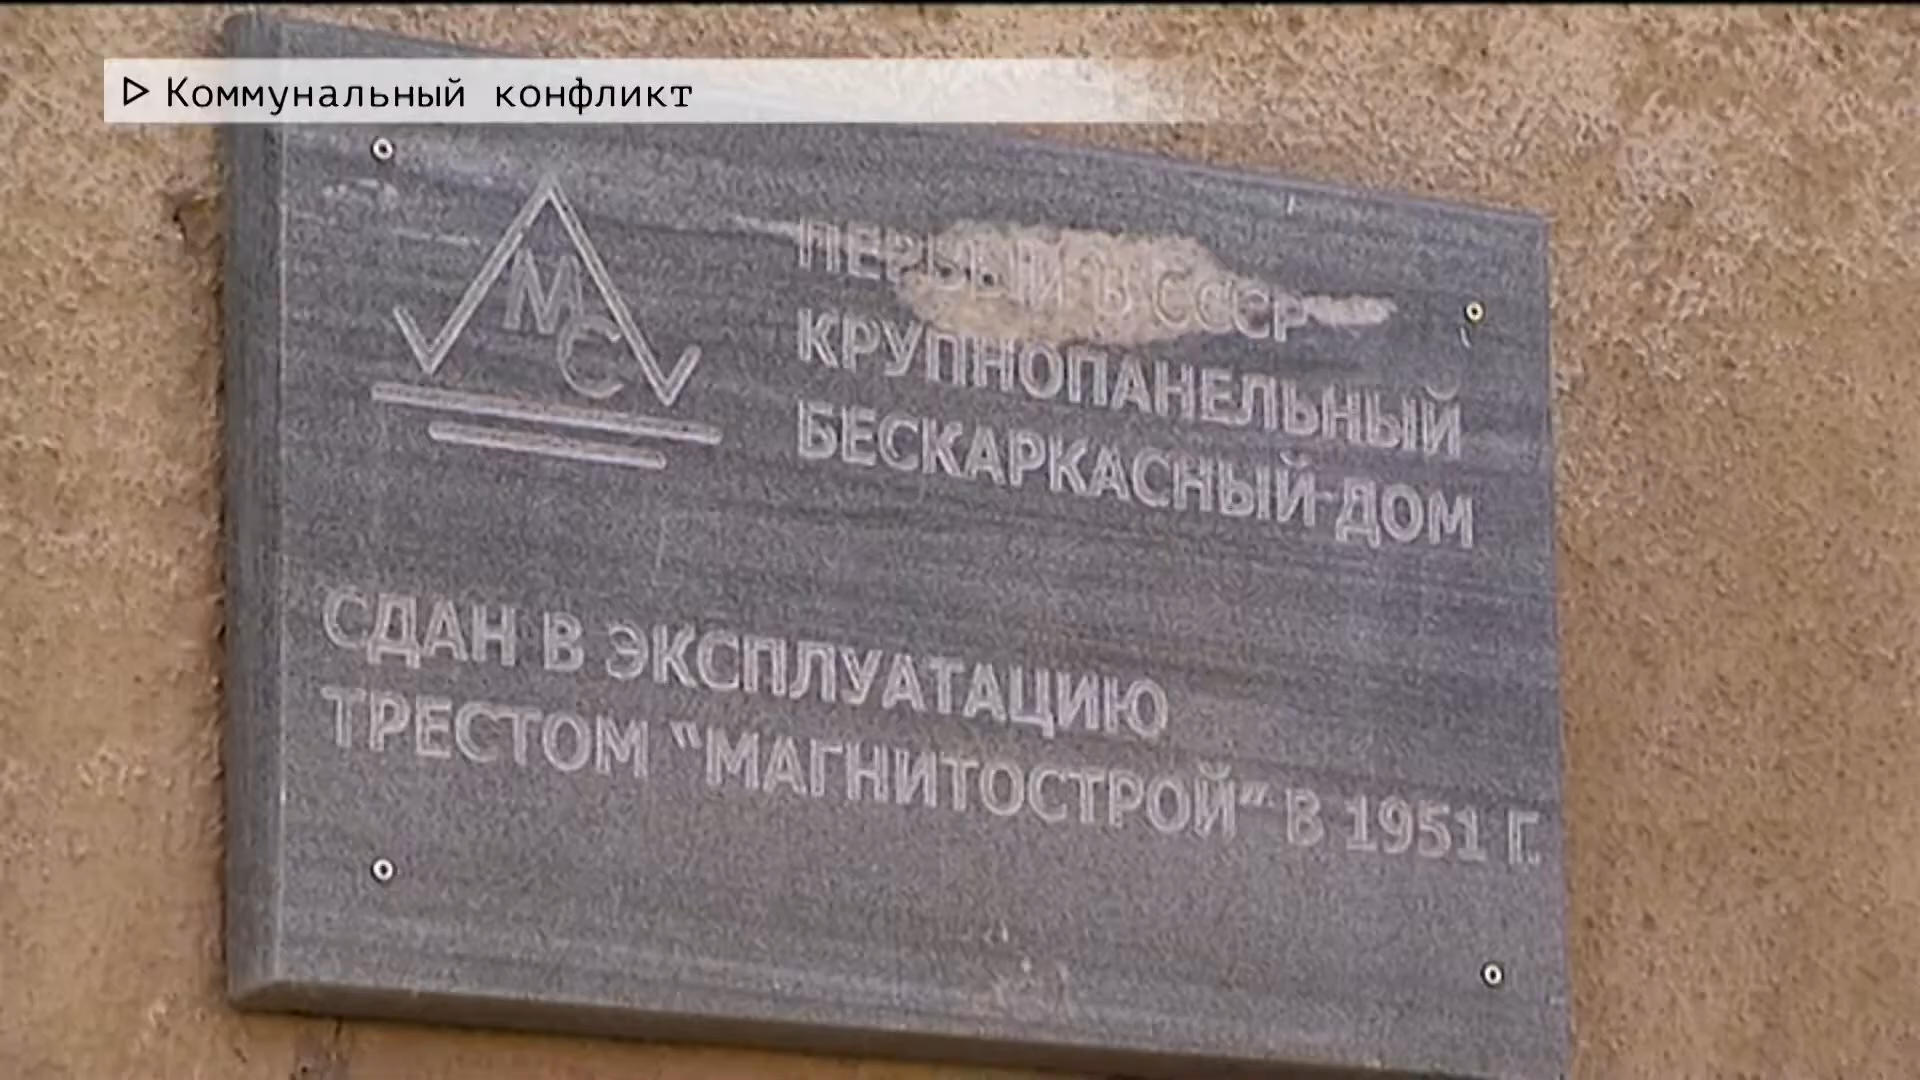 Коммунальный конфликт
МС
ПЕРВЫЙ В СССР
КРУПНОПАНЕЛЬНЫЙ
БЕСКАРКАСНЫЙ ДОМ
СДАН В ЭКСПЛУАТАЦИЮ
ТРЕСТОМ "МАГНИТОСТРОЙ" В 1951 Г.